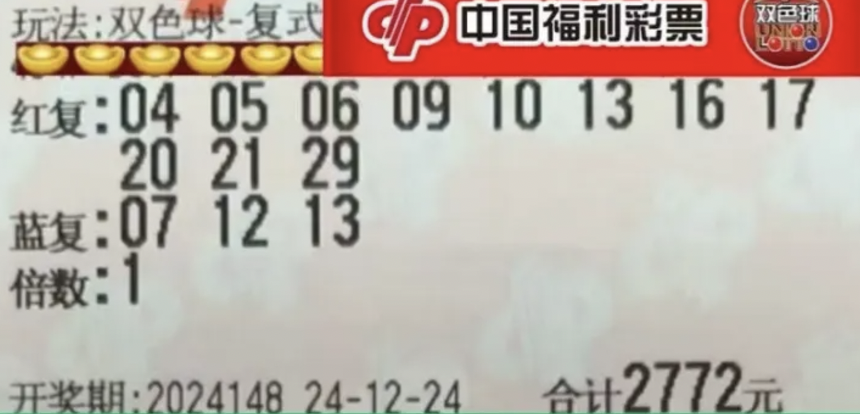 玩法:双色球-复式
中国福利彩票
双色球
UNION
LOTTO
红复:04 05 06 09 10 13 16 17
20 21 29
蓝复:07 12 13
倍数:1
开奖期:2024148 24-12-24 合计2772元